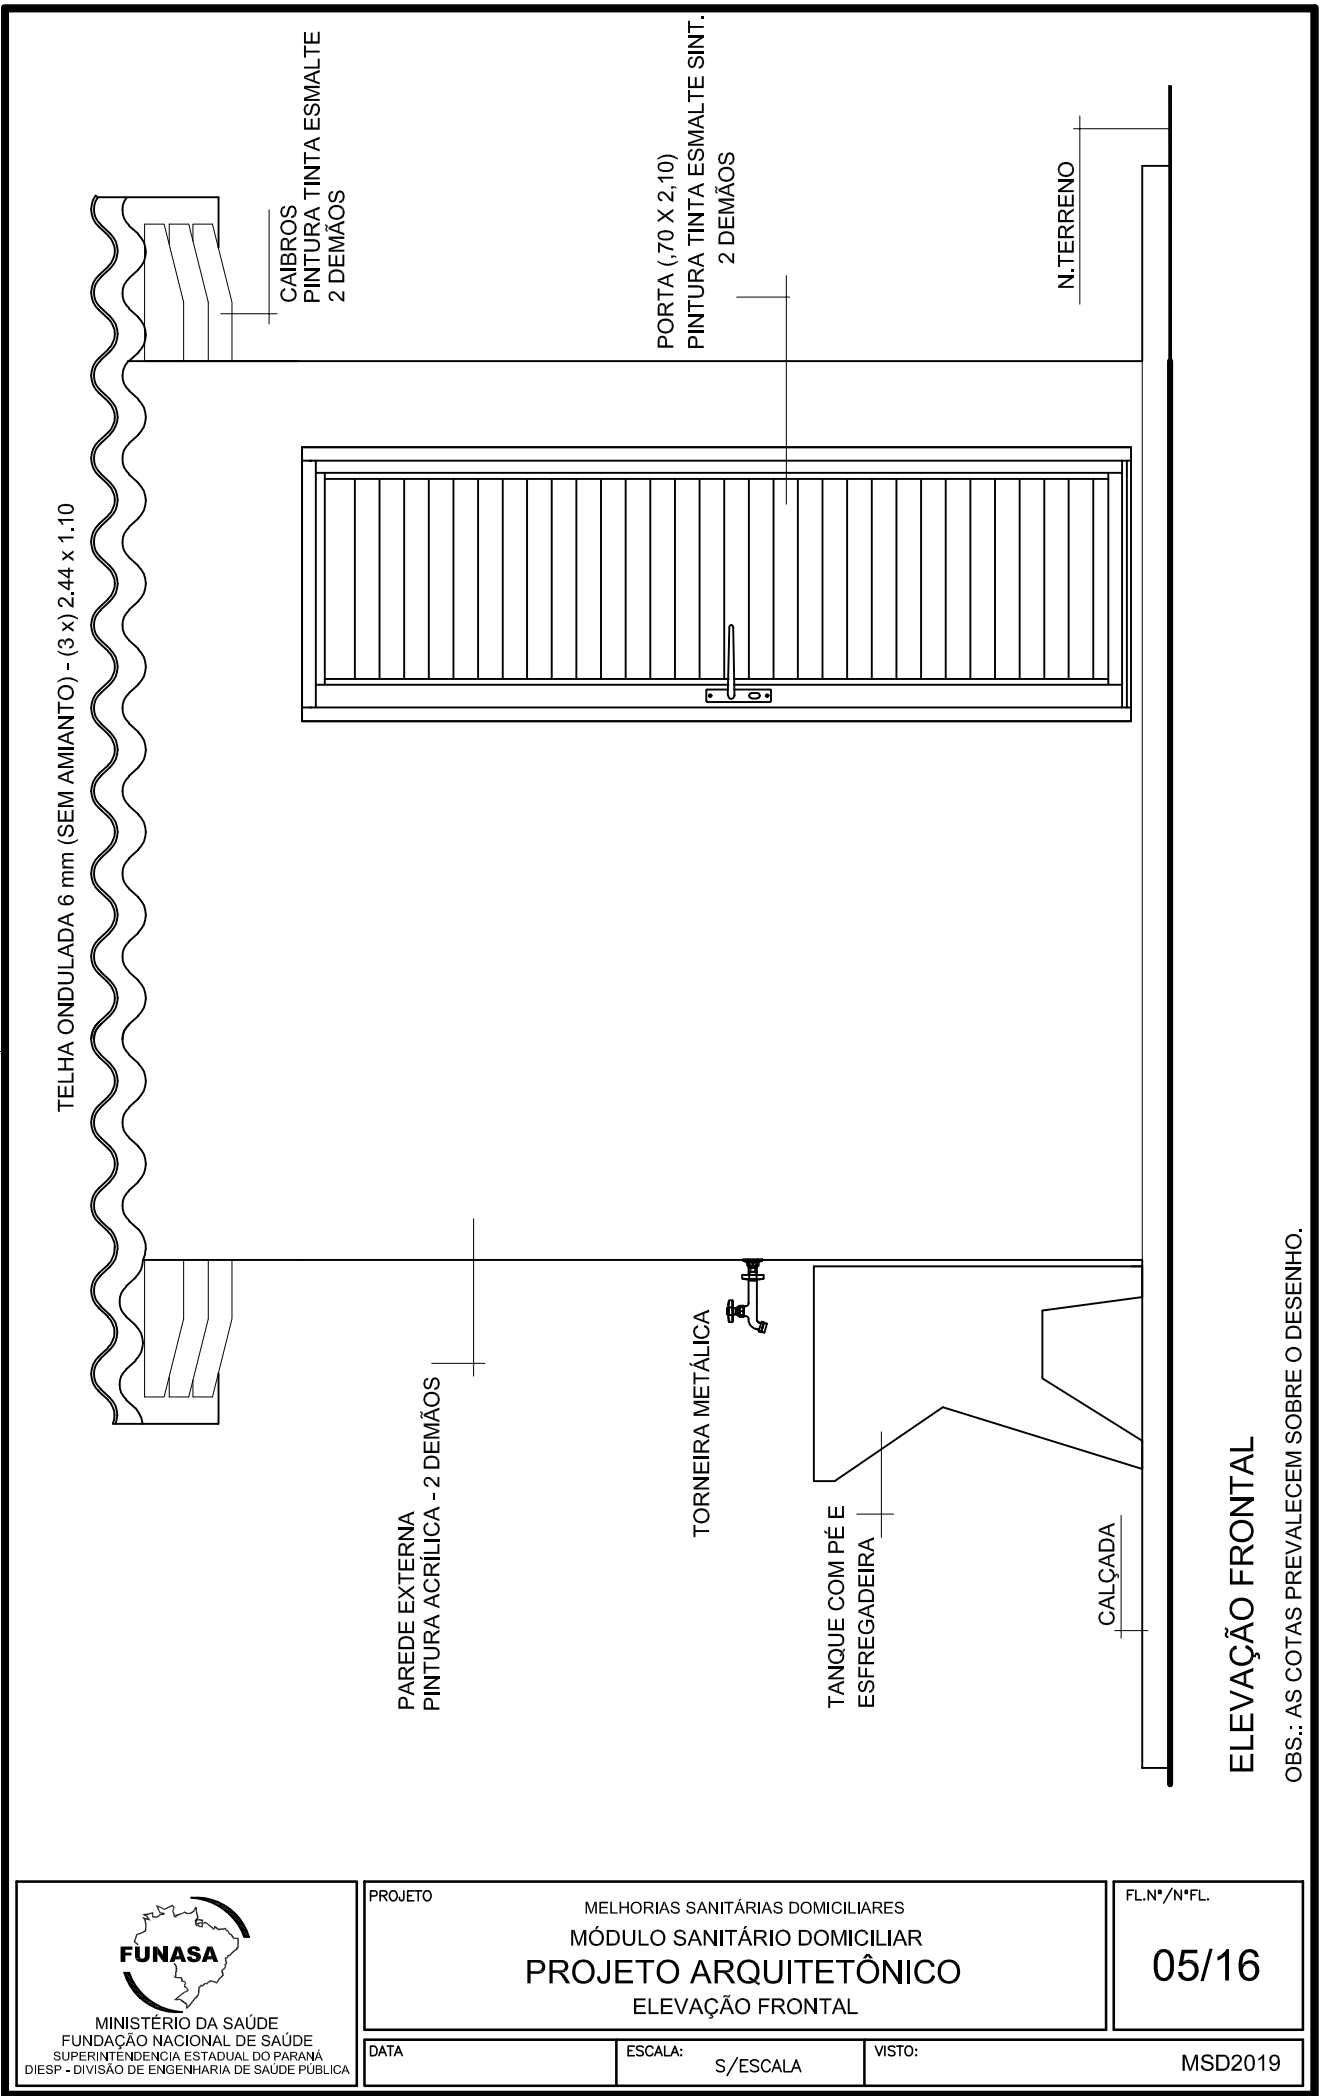 TELHA ONDULADA 6 mm (SEM AMIANTO) - (3 x) 2.44 x 1.10
CAIBROS
PINTURA TINTA ESMALTE
2 DEMÃOS
PORTA (,70 X 2,10)
PINTURA TINTA ESMALTE SINT.
2 DEMÃOS
N.TERRENO
PAREDE EXTERNA
PINTURA ACRÍLICA - 2 DEMÃOS
TORNEIRA METÁLICA
TANQUE COM PÉ E
ESFREGADEIRA
CALÇADA
ELEVAÇÃO FRONTAL
OBS.: AS COTAS PREVALECEM SOBRE O DESENHO.
FUNASA
MINISTÉRIO DA SAÚDE
FUNDAÇÃO NACIONAL DE SAÚDE
SUPERINTENDENCIA ESTADUAL DO PARANÁ
DIESP - DIVISÃO DE ENGENHARIA DE SAÚDE PÚBLICA
PROJETO
MELHORIAS SANITÁRIAS DOMICILIARES
MÓDULO SANITÁRIO DOMICILIAR
PROJETO ARQUITETÔNICO
ELEVAÇÃO FRONTAL
FL.N°/N°FL.
05/16
DATA
ESCALA:
S/ESCALA
VISTO:
MSD2019